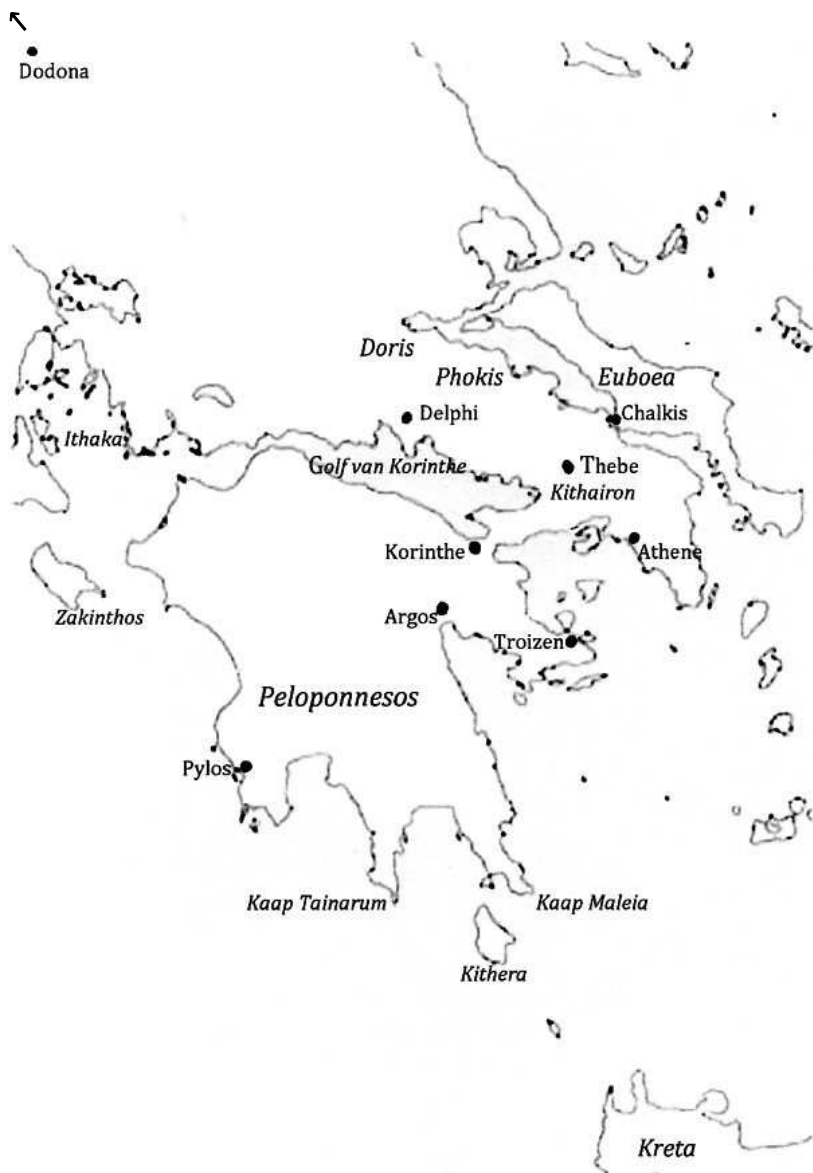 Dodona
Doris
Phokis
Euboea
Delphi
Chalkis
Ithaka
Golf van Korinthe
Thebe
Kithairon
Korinthe
Athene
Zakinthos
Argos
Troizen
Peloponnesos
Pylos
Kaap Tainarum
Kaap Maleia
Kithera
Kreta